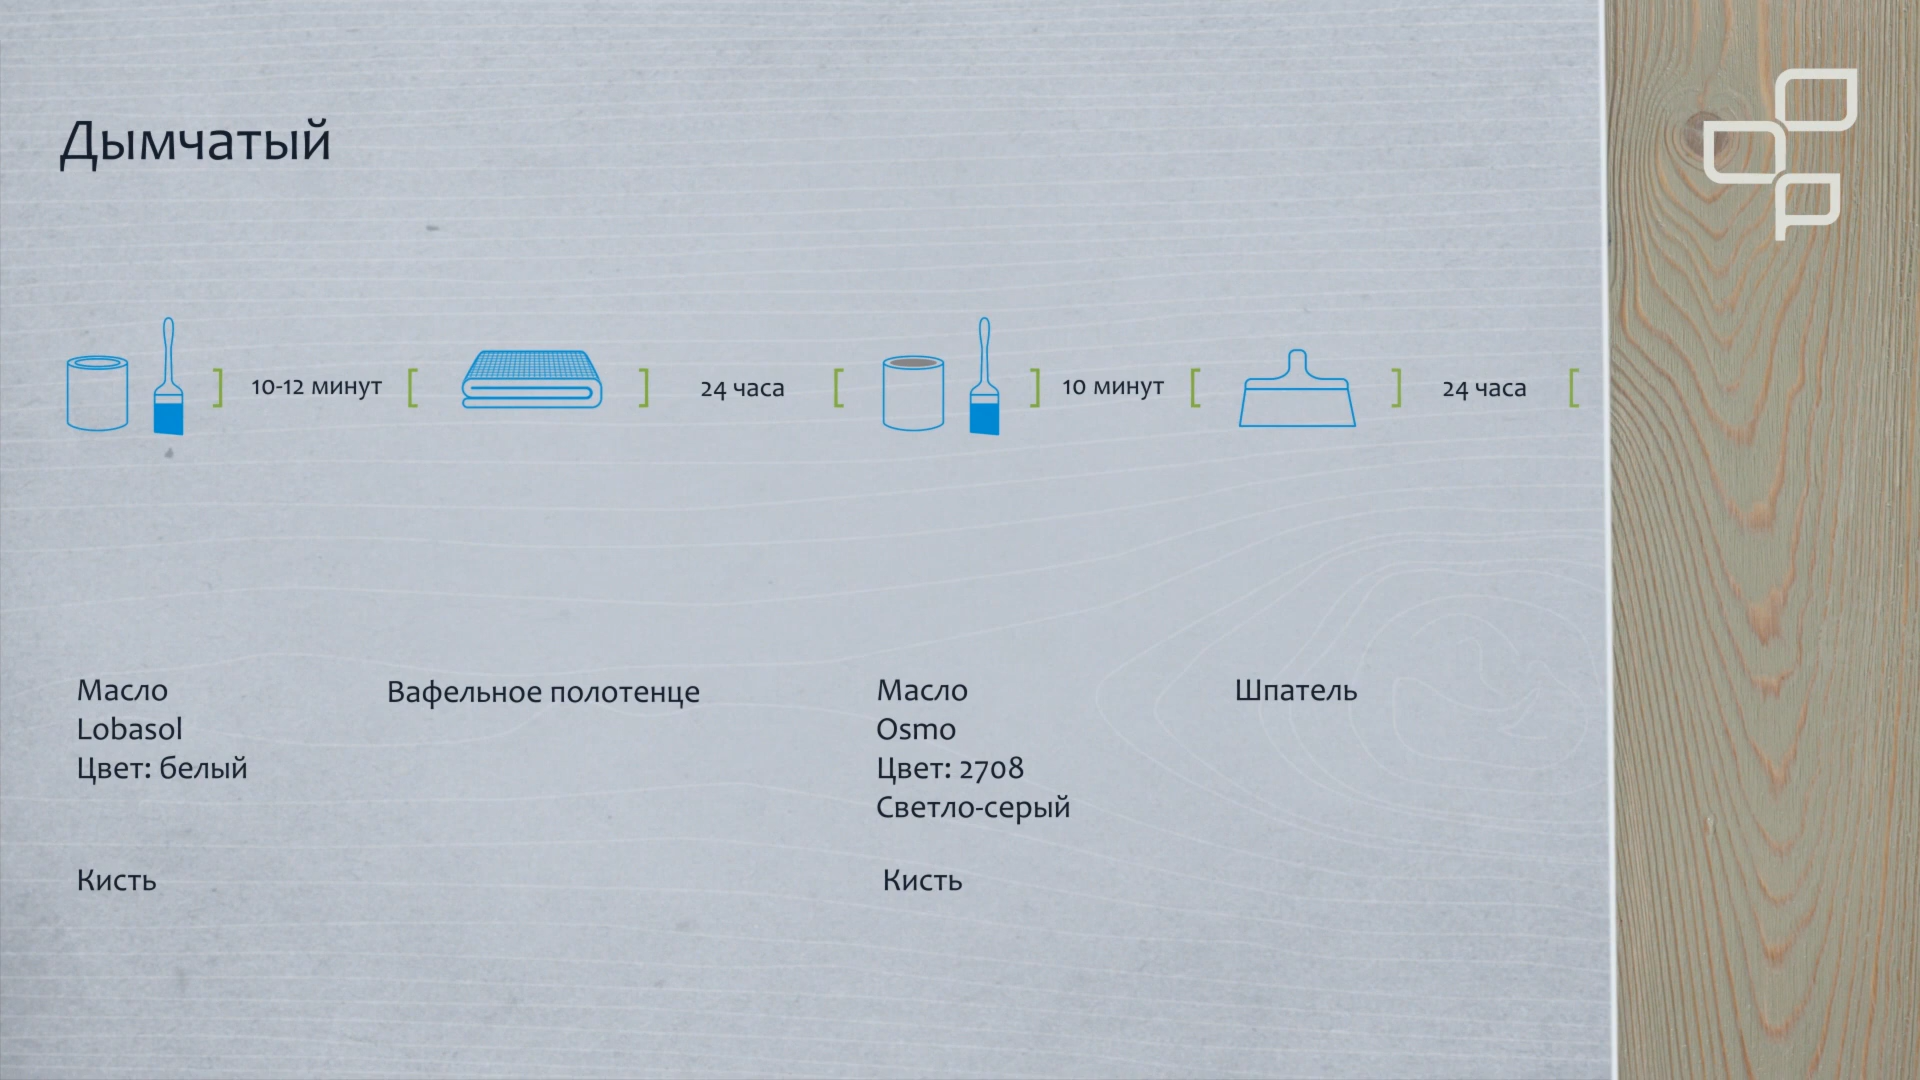 Дымчатый
10-12 минут
24 часа
10 минут
24 часа
Масло
Lobasol
Цвет: белый
Кисть
Вафельное полотенце
Масло
Osmo
Цвет: 2708
Светло-серый
Кисть
Шпатель